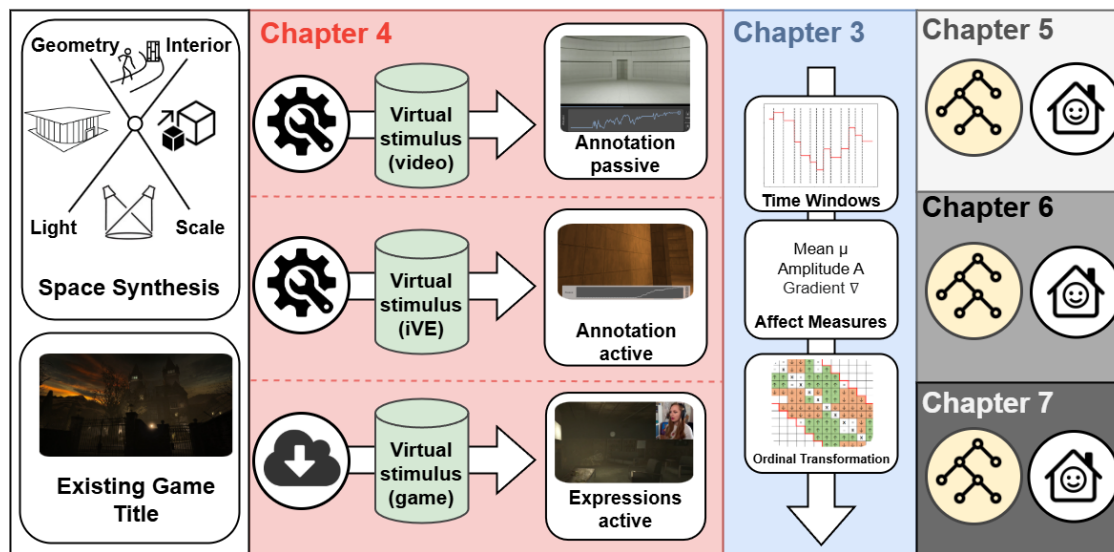 Geometry
Interior
Light
Scale
Space Synthesis
Existing Game
Title
Chapter 4
Virtual
stimulus
(video)
Annotation
passive
Virtual
stimulus
(iVE)
Annotation
active
Virtual
stimulus
(game)
Expressions
active
Chapter 3
Time Windows
Mean μ
Amplitude A
Gradient ∇
Affect Measures
Ordinal Transformation
Chapter 5
Chapter 6
Chapter 7